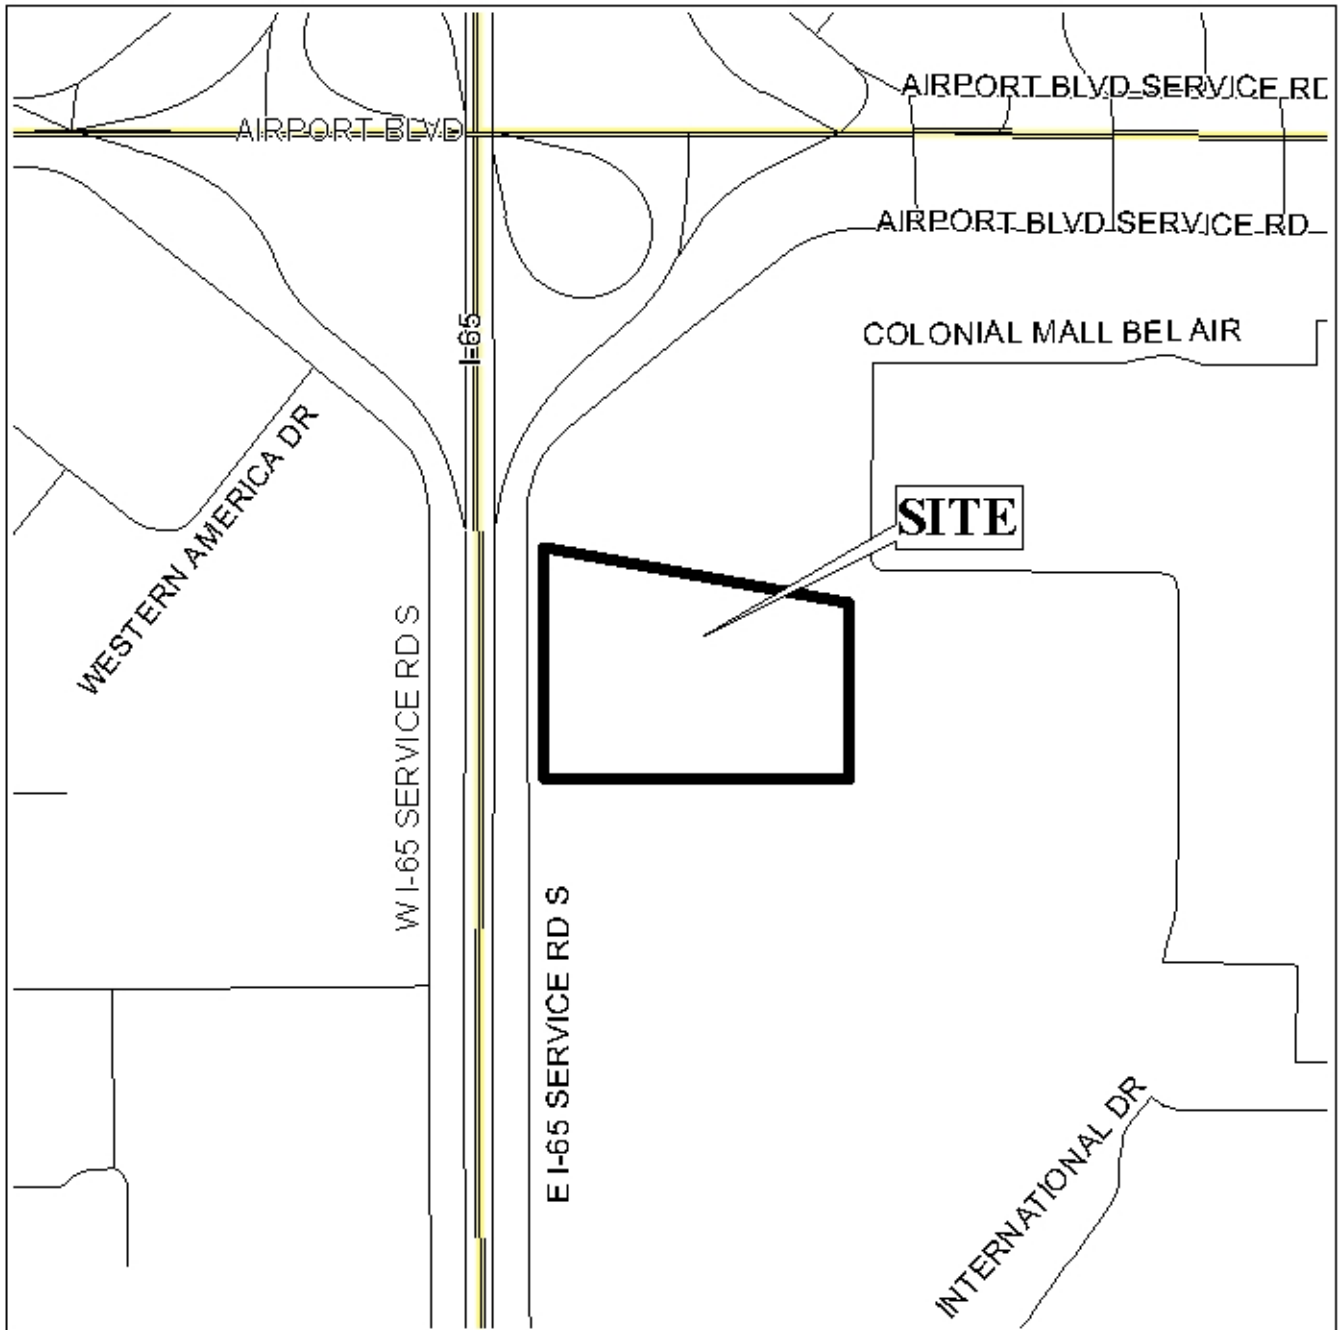 AIRPORT BLVD SERVICE RD
AIRPORT BLVD
AIRPORT BLVD SERVICE RD
I-65
COLONIAL MALL BEL AIR
WESTERN AMERICA DR
SITE
W I-65 SERVICE RD S
E I-65 SERVICE RD S
INTERNATIONAL DR